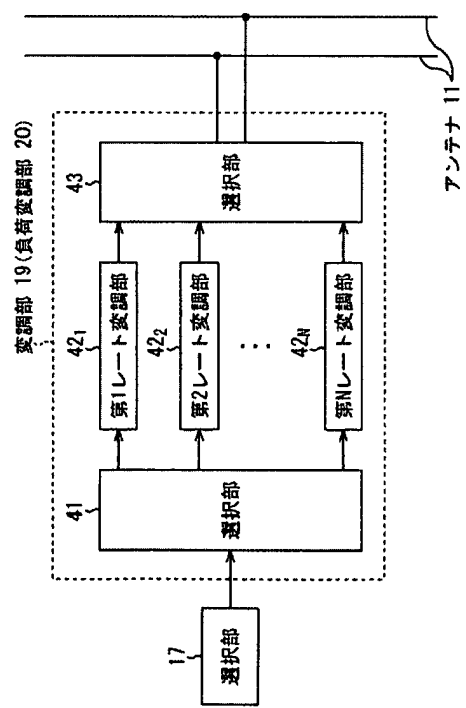 変調部 19(負荷変調部 20)
17
選択部
41
選択部
42₁
第1レート変調部
42₂
第2レート変調部
・・・
42N
第Nレート変調部
43
選択部
アンテナ 11